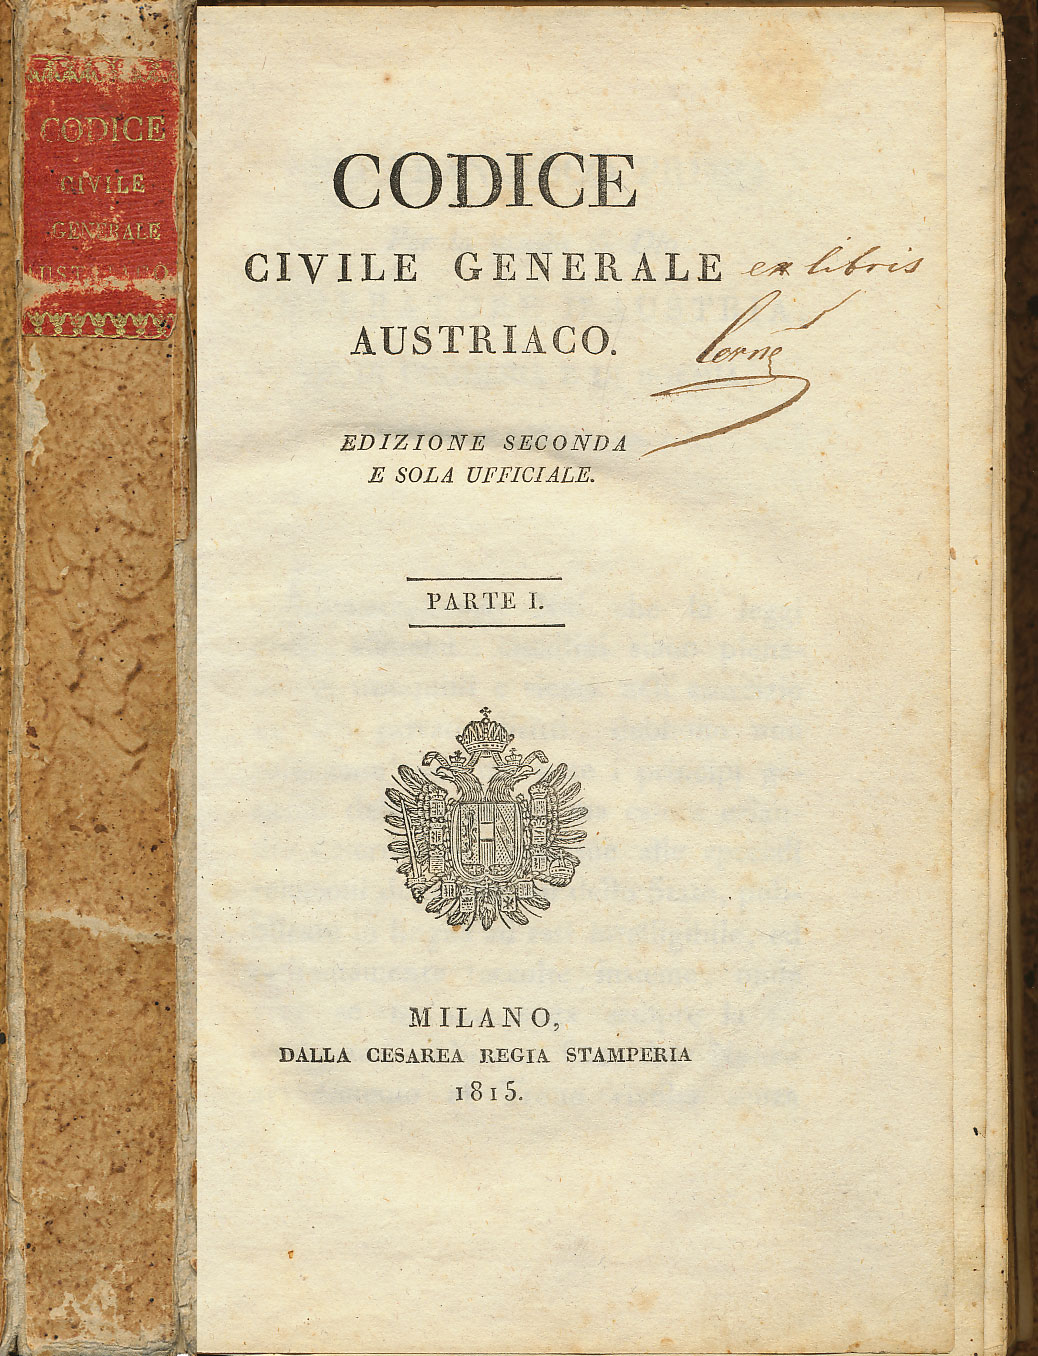 CODICE
CIVILE
GENERALE
CODICE
CIVILE GENERALE
ex libris
AUSTRIACO.
EDIZIONE SECONDA
E SOLA UFFICIALE.
PARTE I.
MILANO,
DALLA CESAREA REGIA STAMPERIA
1815.